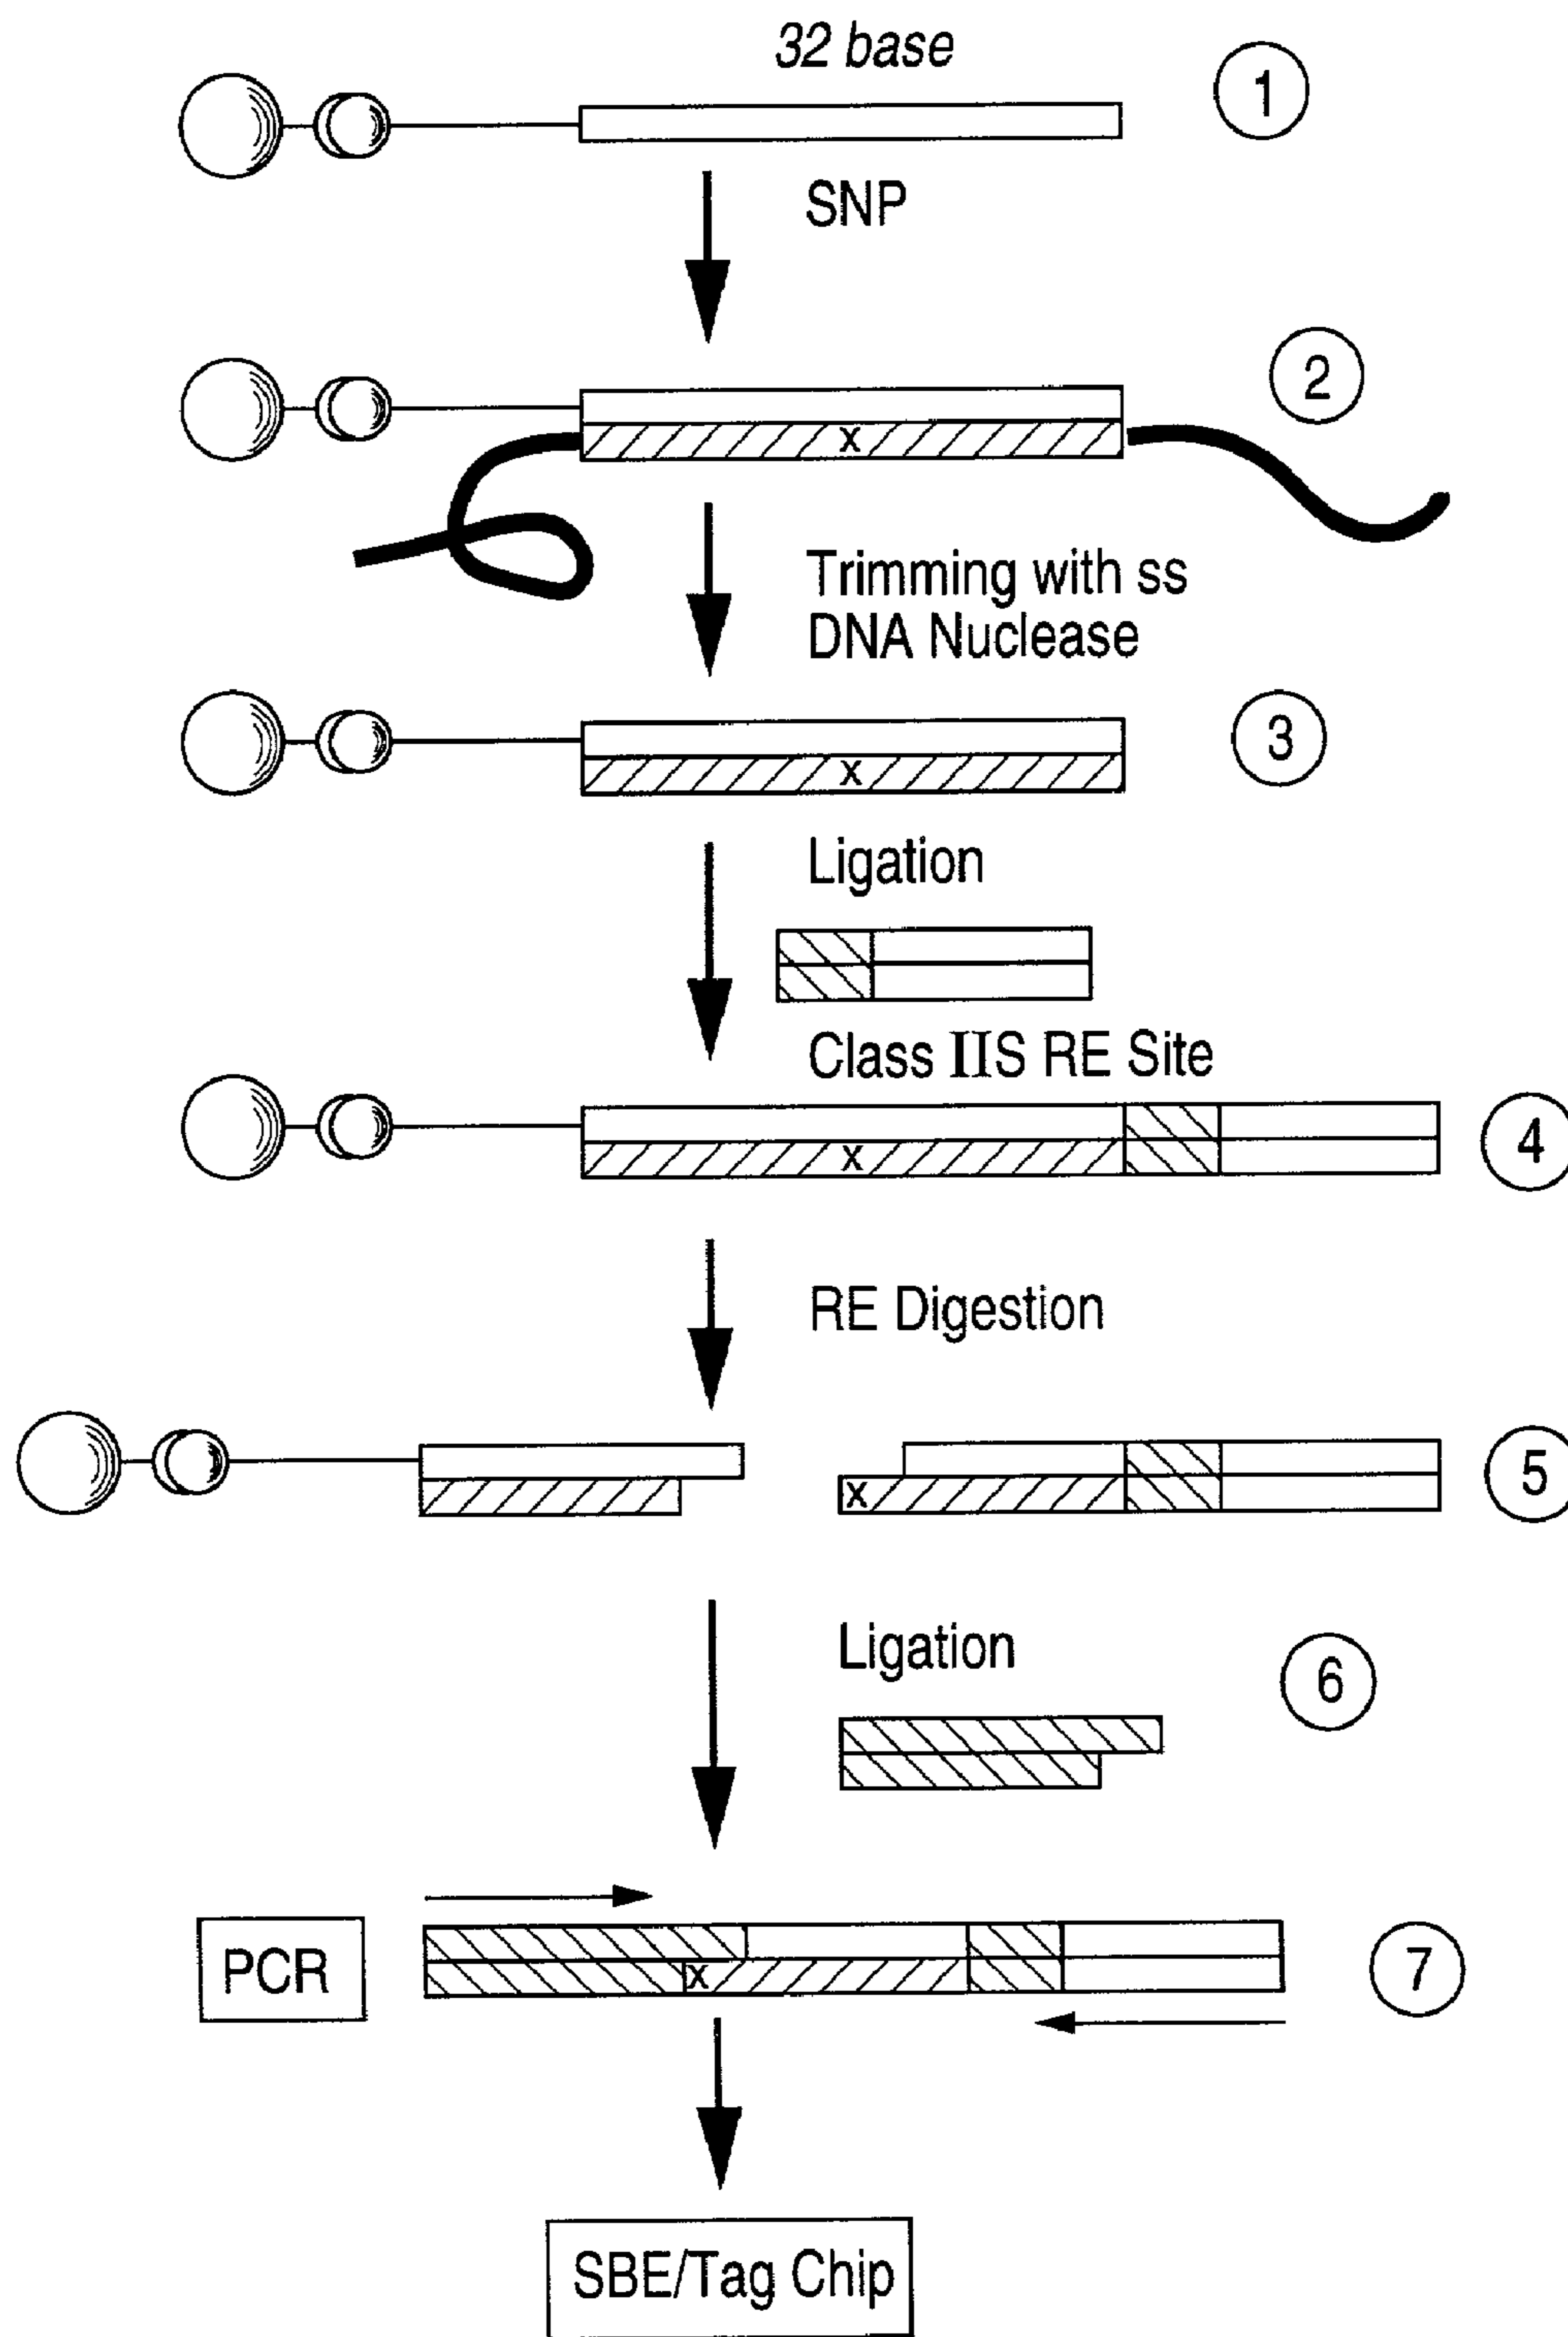 32 base
1
SNP
2
x
Trimming with ss
DNA Nuclease
3
x
Ligation
Class IIS RE Site
4
x
RE Digestion
5
x
Ligation
6
PCR
x
7
SBE/Tag Chip